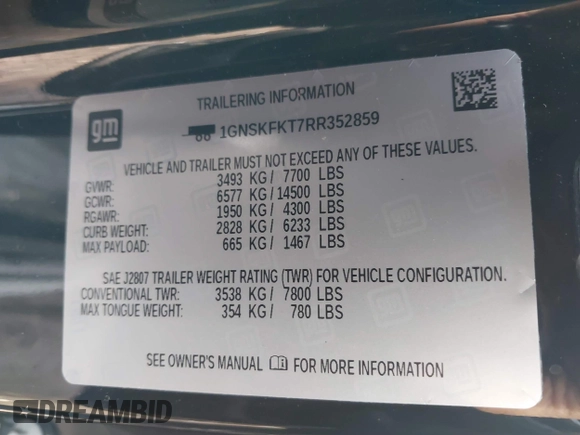 gm
TRAILERING INFORMATION
1GNSKFKT7RR352859
VEHICLE AND TRAILER MUST NOT EXCEED ANY OF THESE VALUES.
GVWR: 3493 KG / 7700 LBS
GCWR: 6577 KG / 14500 LBS
RGAWR: 1950 KG / 4300 LBS
CURB WEIGHT: 2828 KG / 6233 LBS
MAX PAYLOAD: 665 KG / 1467 LBS
SAE J2807 TRAILER WEIGHT RATING (TWR) FOR VEHICLE CONFIGURATION.
CONVENTIONAL TWR: 3538 KG / 7800 LBS
MAX TONGUE WEIGHT: 354 KG / 780 LBS
SEE OWNER'S MANUAL FOR MORE INFORMATION
DREAMBID